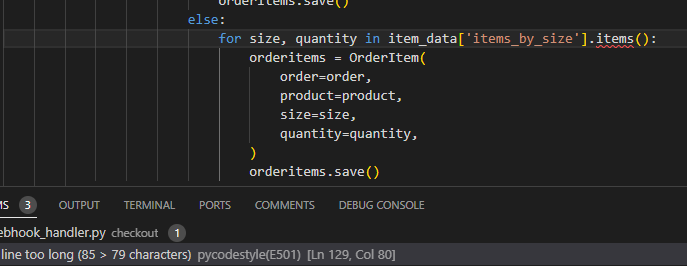 orderitems.save()
else:
for size, quantity in item_data['items_by_size'].items():
orderitems = OrderItem(
order=order,
product=product,
size=size,
quantity=quantity,
)
orderitems.save()
MS 3 OUTPUT TERMINAL PORTS COMMENTS DEBUG CONSOLE
ebhook_handler.py checkout 1
line too long (85 > 79 characters) pycodestyle(E501) [Ln 129, Col 80]